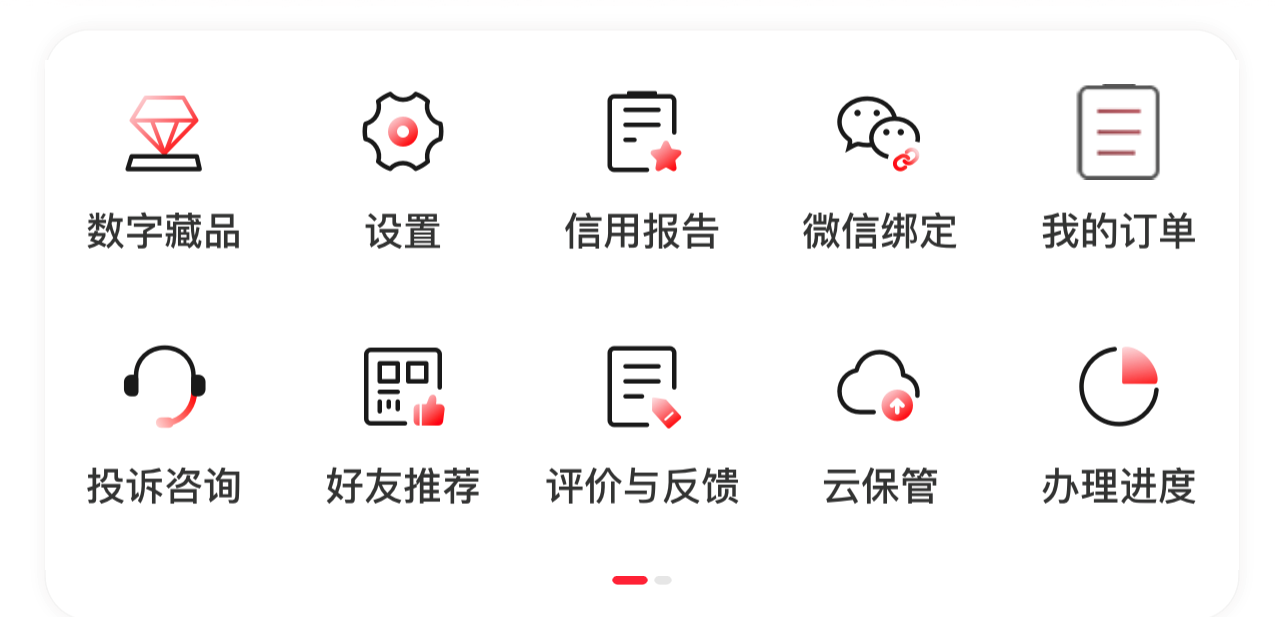 数字藏品
设置
信用报告
微信绑定
我的订单
投诉咨询
好友推荐
评价与反馈
云保管
办理进度